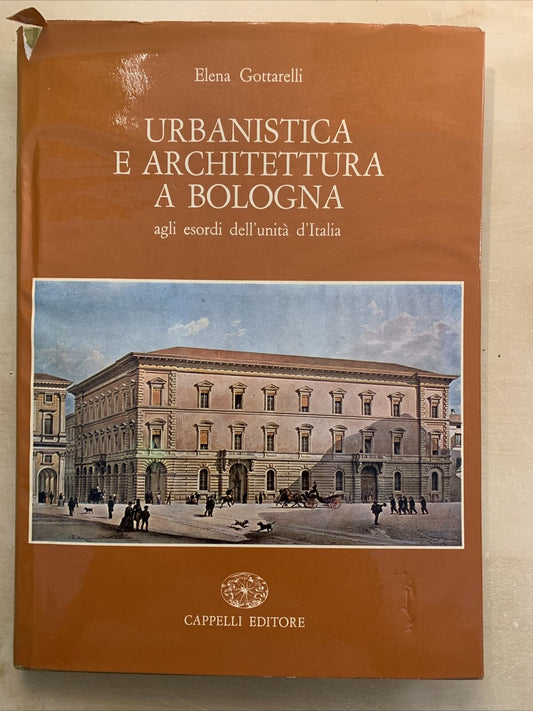 Elena Gottarelli
URBANISTICA
E ARCHITETTURA
A BOLOGNA
agli esordi dell'unità d'Italia
CAPPELLI EDITORE